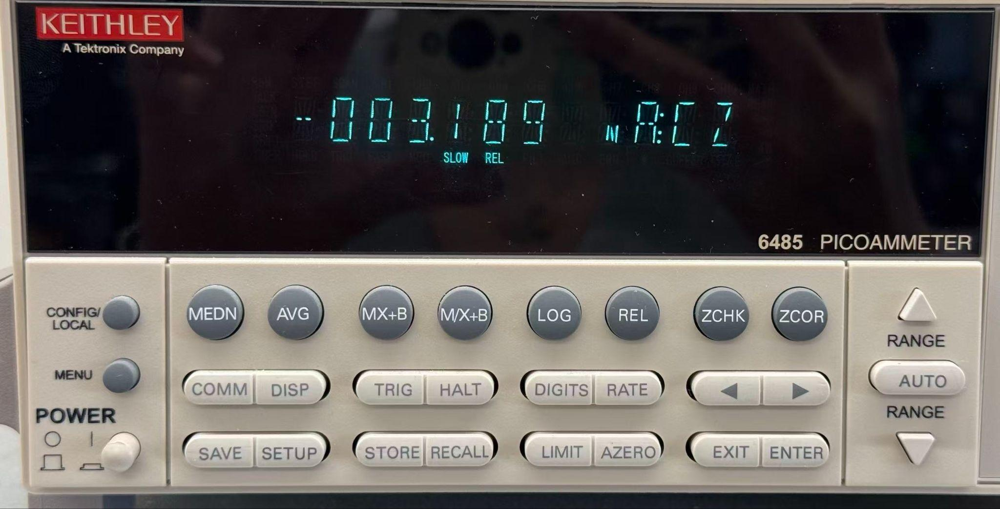 KEITHLEY
A Tektronix Company
-003.189 nA:CZ
SLOW REL
6485 PICOAMMETER
CONFIG/
LOCAL
MEDN AVG MX+B M/X+B LOG REL ZCHK ZCOR
RANGE
MENU
COMM DISP TRIG HALT DIGITS RATE ◀ ▶
AUTO
POWER
RANGE
SAVE SETUP STORE RECALL LIMIT AZERO EXIT ENTER